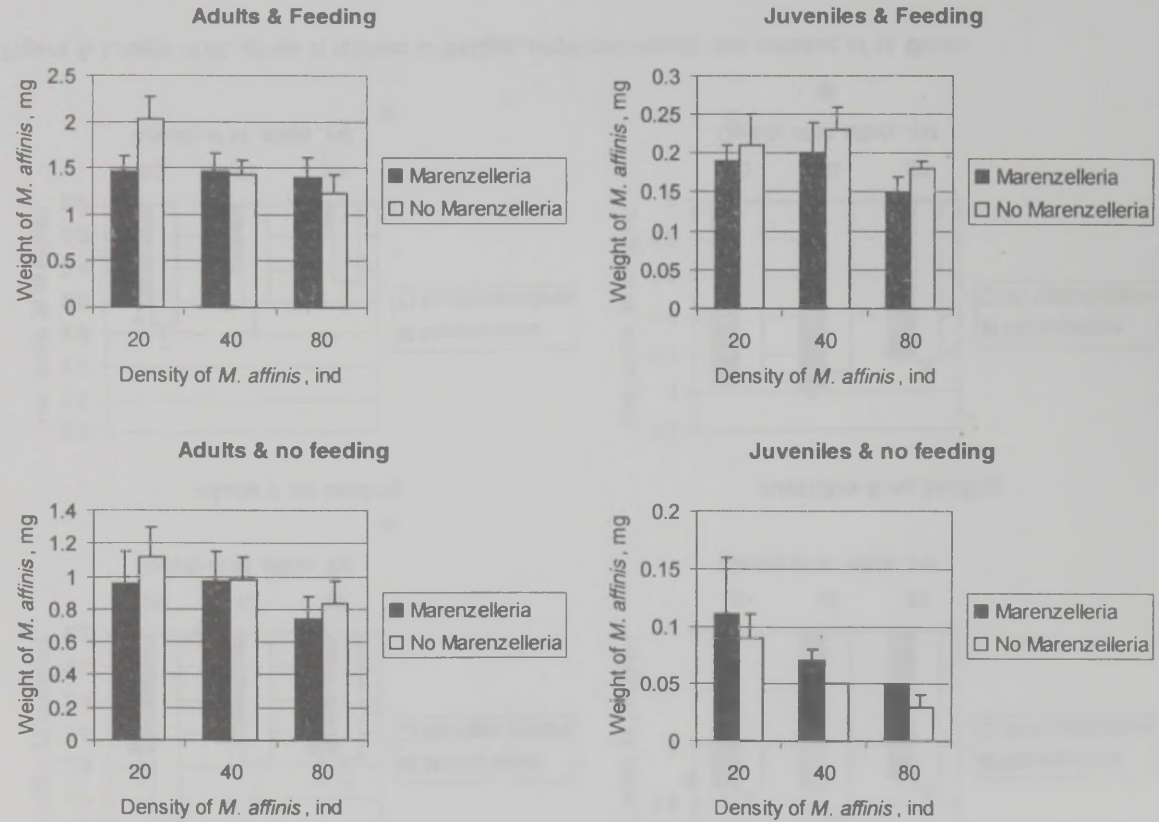 Adults & Feeding
Weight of M. affinis, mg
2.5
2
1.5
1
0.5
0
20 40 80
Density of M. affinis, ind
Marenzelleria
No Marenzelleria
Juveniles & Feeding
Weight of M. affinis, mg
0.3
0.25
0.2
0.15
0.1
0.05
0
20 40 80
Density of M. affinis, ind
Marenzelleria
No Marenzelleria
Adults & no feeding
Weight of M. affinis, mg
1.4
1.2
1
0.8
0.6
0.4
0.2
0
20 40 80
Density of M. affinis, ind
Marenzelleria
No Marenzelleria
Juveniles & no feeding
Weight of M. affinis, mg
0.2
0.15
0.1
0.05
0
20 40 80
Density of M. affinis, ind
Marenzelleria
No Marenzelleria